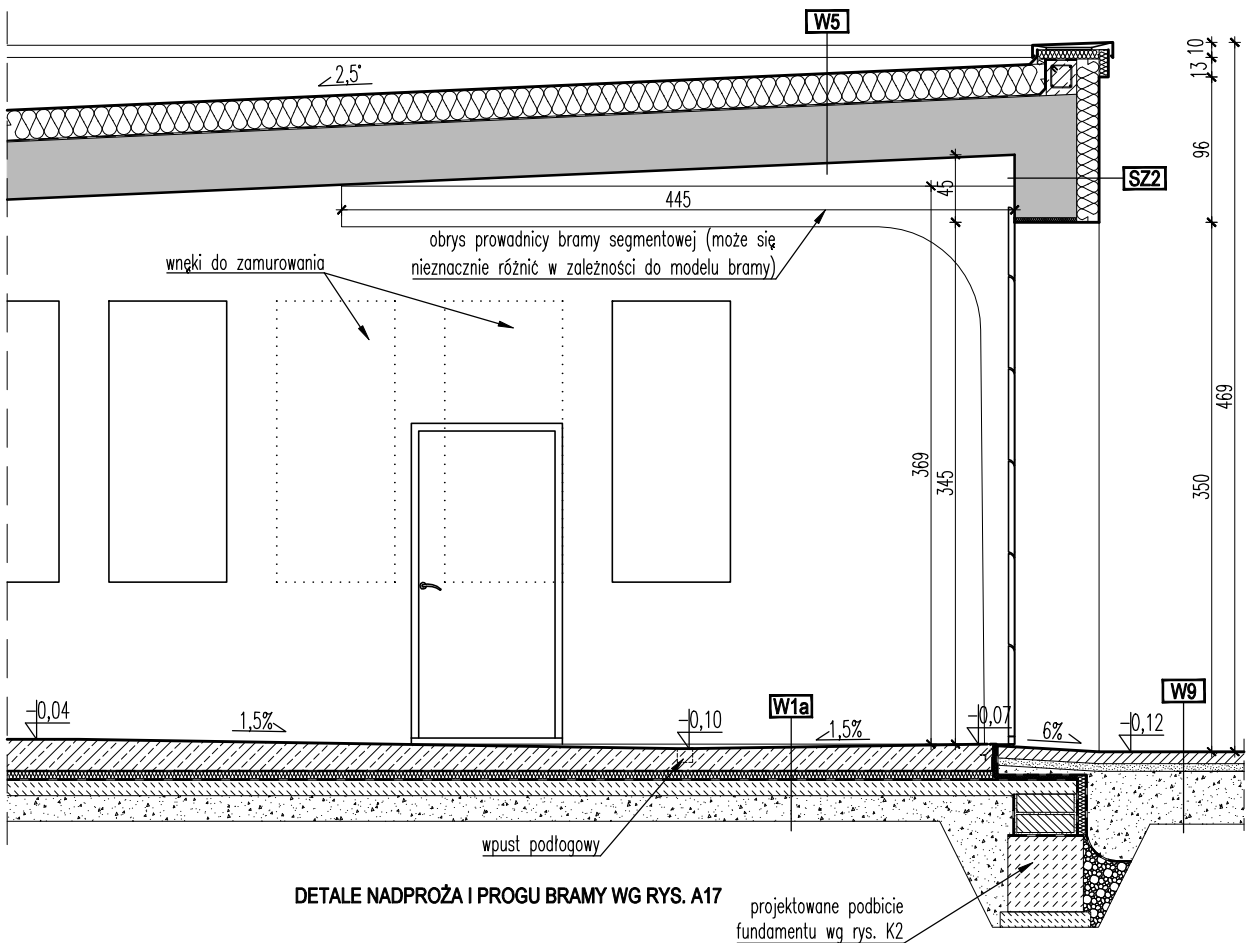 W5
2,5°
10
13
96
45
SZ2
445
obrys prowadnicy bramy segmentowej (może się
nieznacznie różnić w zależności do modelu bramy)
wnęki do zamurowania
469
369
345
350
W1a
W9
-0,04
1,5%
-0,10
1,5%
-0,07
6%
-0,12
wpust podłogowy
DETALE NADPROŻA I PROGU BRAMY WG RYS. A17
projektowane podbicie
fundamentu wg rys. K2